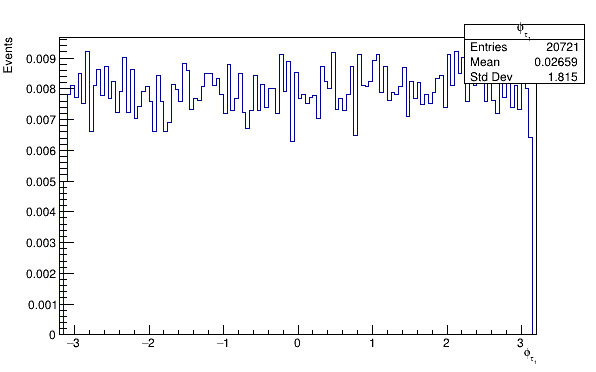 ϕτ1
Entries 20721
Mean 0.02659
Std Dev 1.815
Events
0.009
0.008
0.007
0.006
0.005
0.004
0.003
0.002
0.001
0
−3 −2 −1 0 1 2 3
ϕτ1